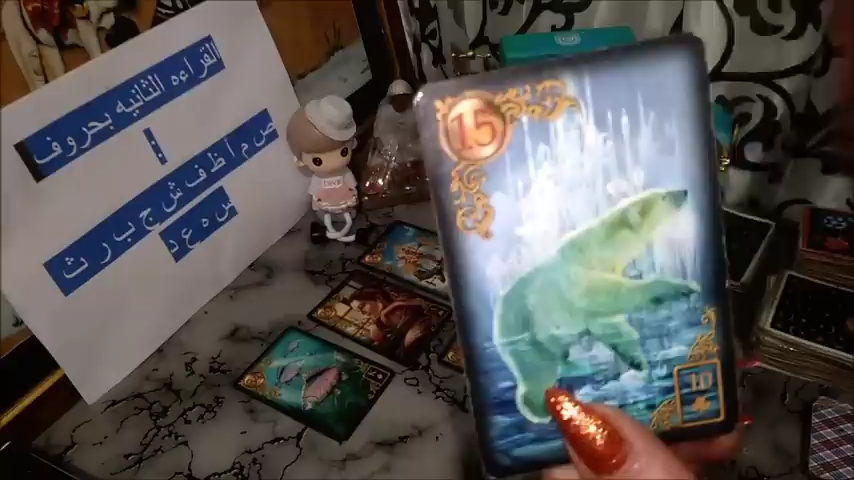 القراءه الثانيه بحروف
:
ص م ا ط ف ش ج ب ر ث
س ه ع د
15
10